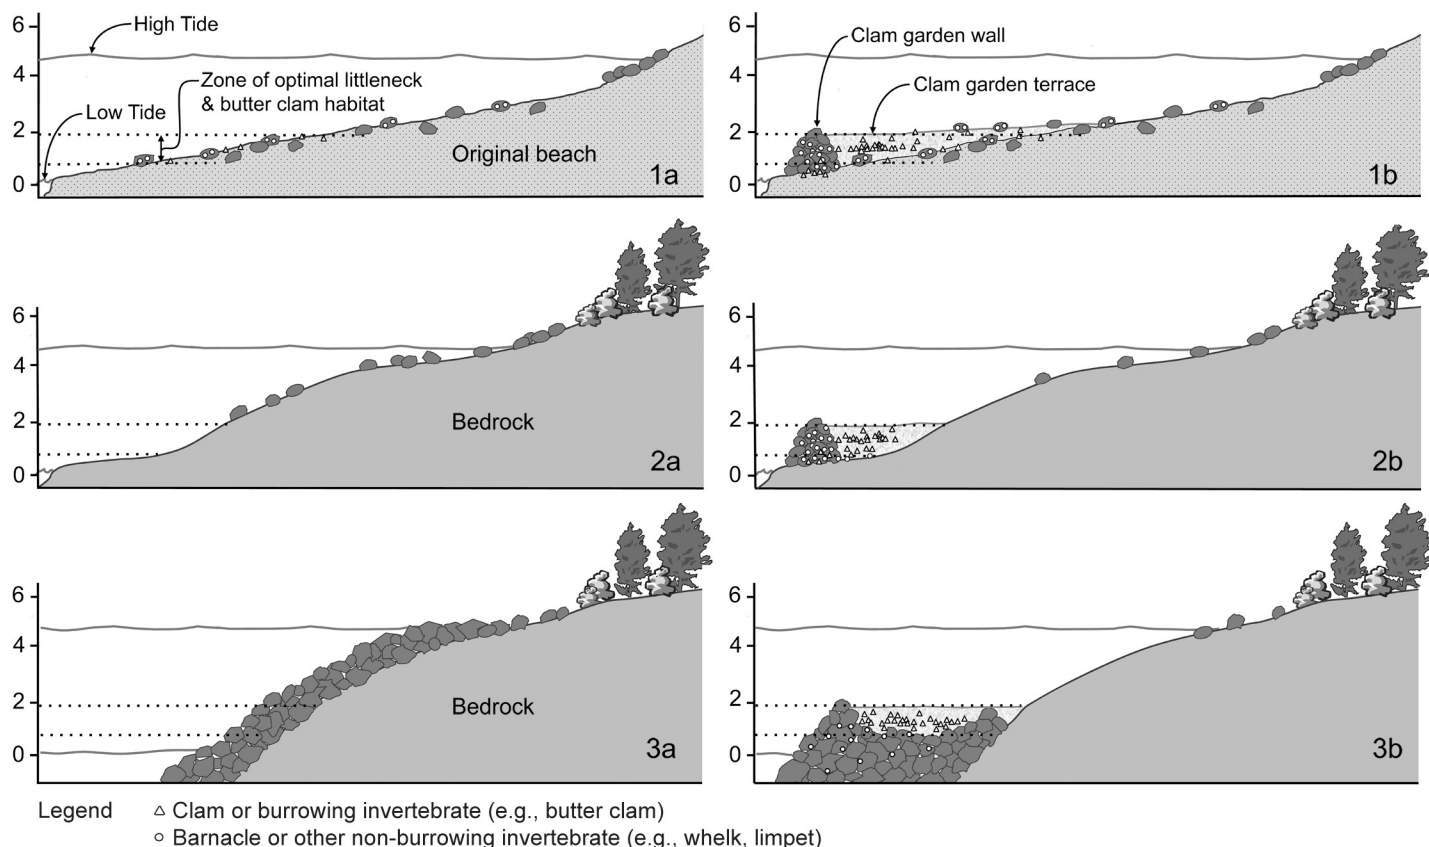 6
High Tide
4
Zone of optimal littleneck
& butter clam habitat
Low Tide
2
Original beach
0
1a
6
Clam garden wall
4
Clam garden terrace
2
0
1b
6
4
2
Bedrock
0
2a
6
4
2
0
2b
6
4
2
Bedrock
0
3a
6
4
2
0
3b
Legend
Clam or burrowing invertebrate (e.g., butter clam)
Barnacle or other non-burrowing invertebrate (e.g., whelk, limpet)